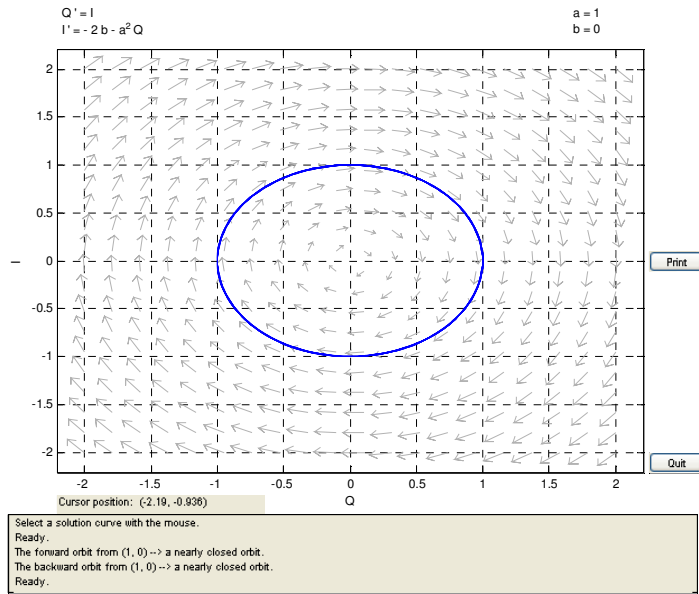 Q ' = I
I ' = - 2 b - a² Q
a = 1
b = 0
2
1.5
1
0.5
0
-0.5
-1
-1.5
-2
I
-2
-1.5
-1
-0.5
0
0.5
1
1.5
2
Q
Print
Quit
Cursor position: (-2.19, -0.936)
Select a solution curve with the mouse.
Ready.
The forward orbit from (1, 0) --> a nearly closed orbit.
The backward orbit from (1, 0) --> a nearly closed orbit.
Ready.